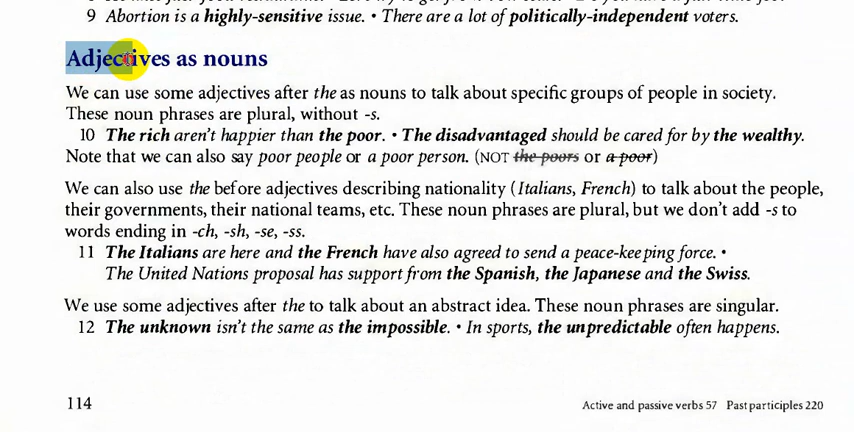 9 Abortion is a highly-sensitive issue. • There are a lot of politically-independent voters.
Adjectives as nouns
We can use some adjectives after the as nouns to talk about specific groups of people in society.
These noun phrases are plural, without -s.
10 The rich aren't happier than the poor. • The disadvantaged should be cared for by the wealthy.
Note that we can also say poor people or a poor person. (NOT the poors or a poor)
We can also use the before adjectives describing nationality (Italians, French) to talk about the people,
their governments, their national teams, etc. These noun phrases are plural, but we don't add -s to
words ending in -ch, -sh, -se, -ss.
11 The Italians are here and the French have also agreed to send a peace-keeping force. •
The United Nations proposal has support from the Spanish, the Japanese and the Swiss.
We use some adjectives after the to talk about an abstract idea. These noun phrases are singular.
12 The unknown isn't the same as the impossible. • In sports, the unpredictable often happens.
114 Active and passive verbs 57 Past participles 220